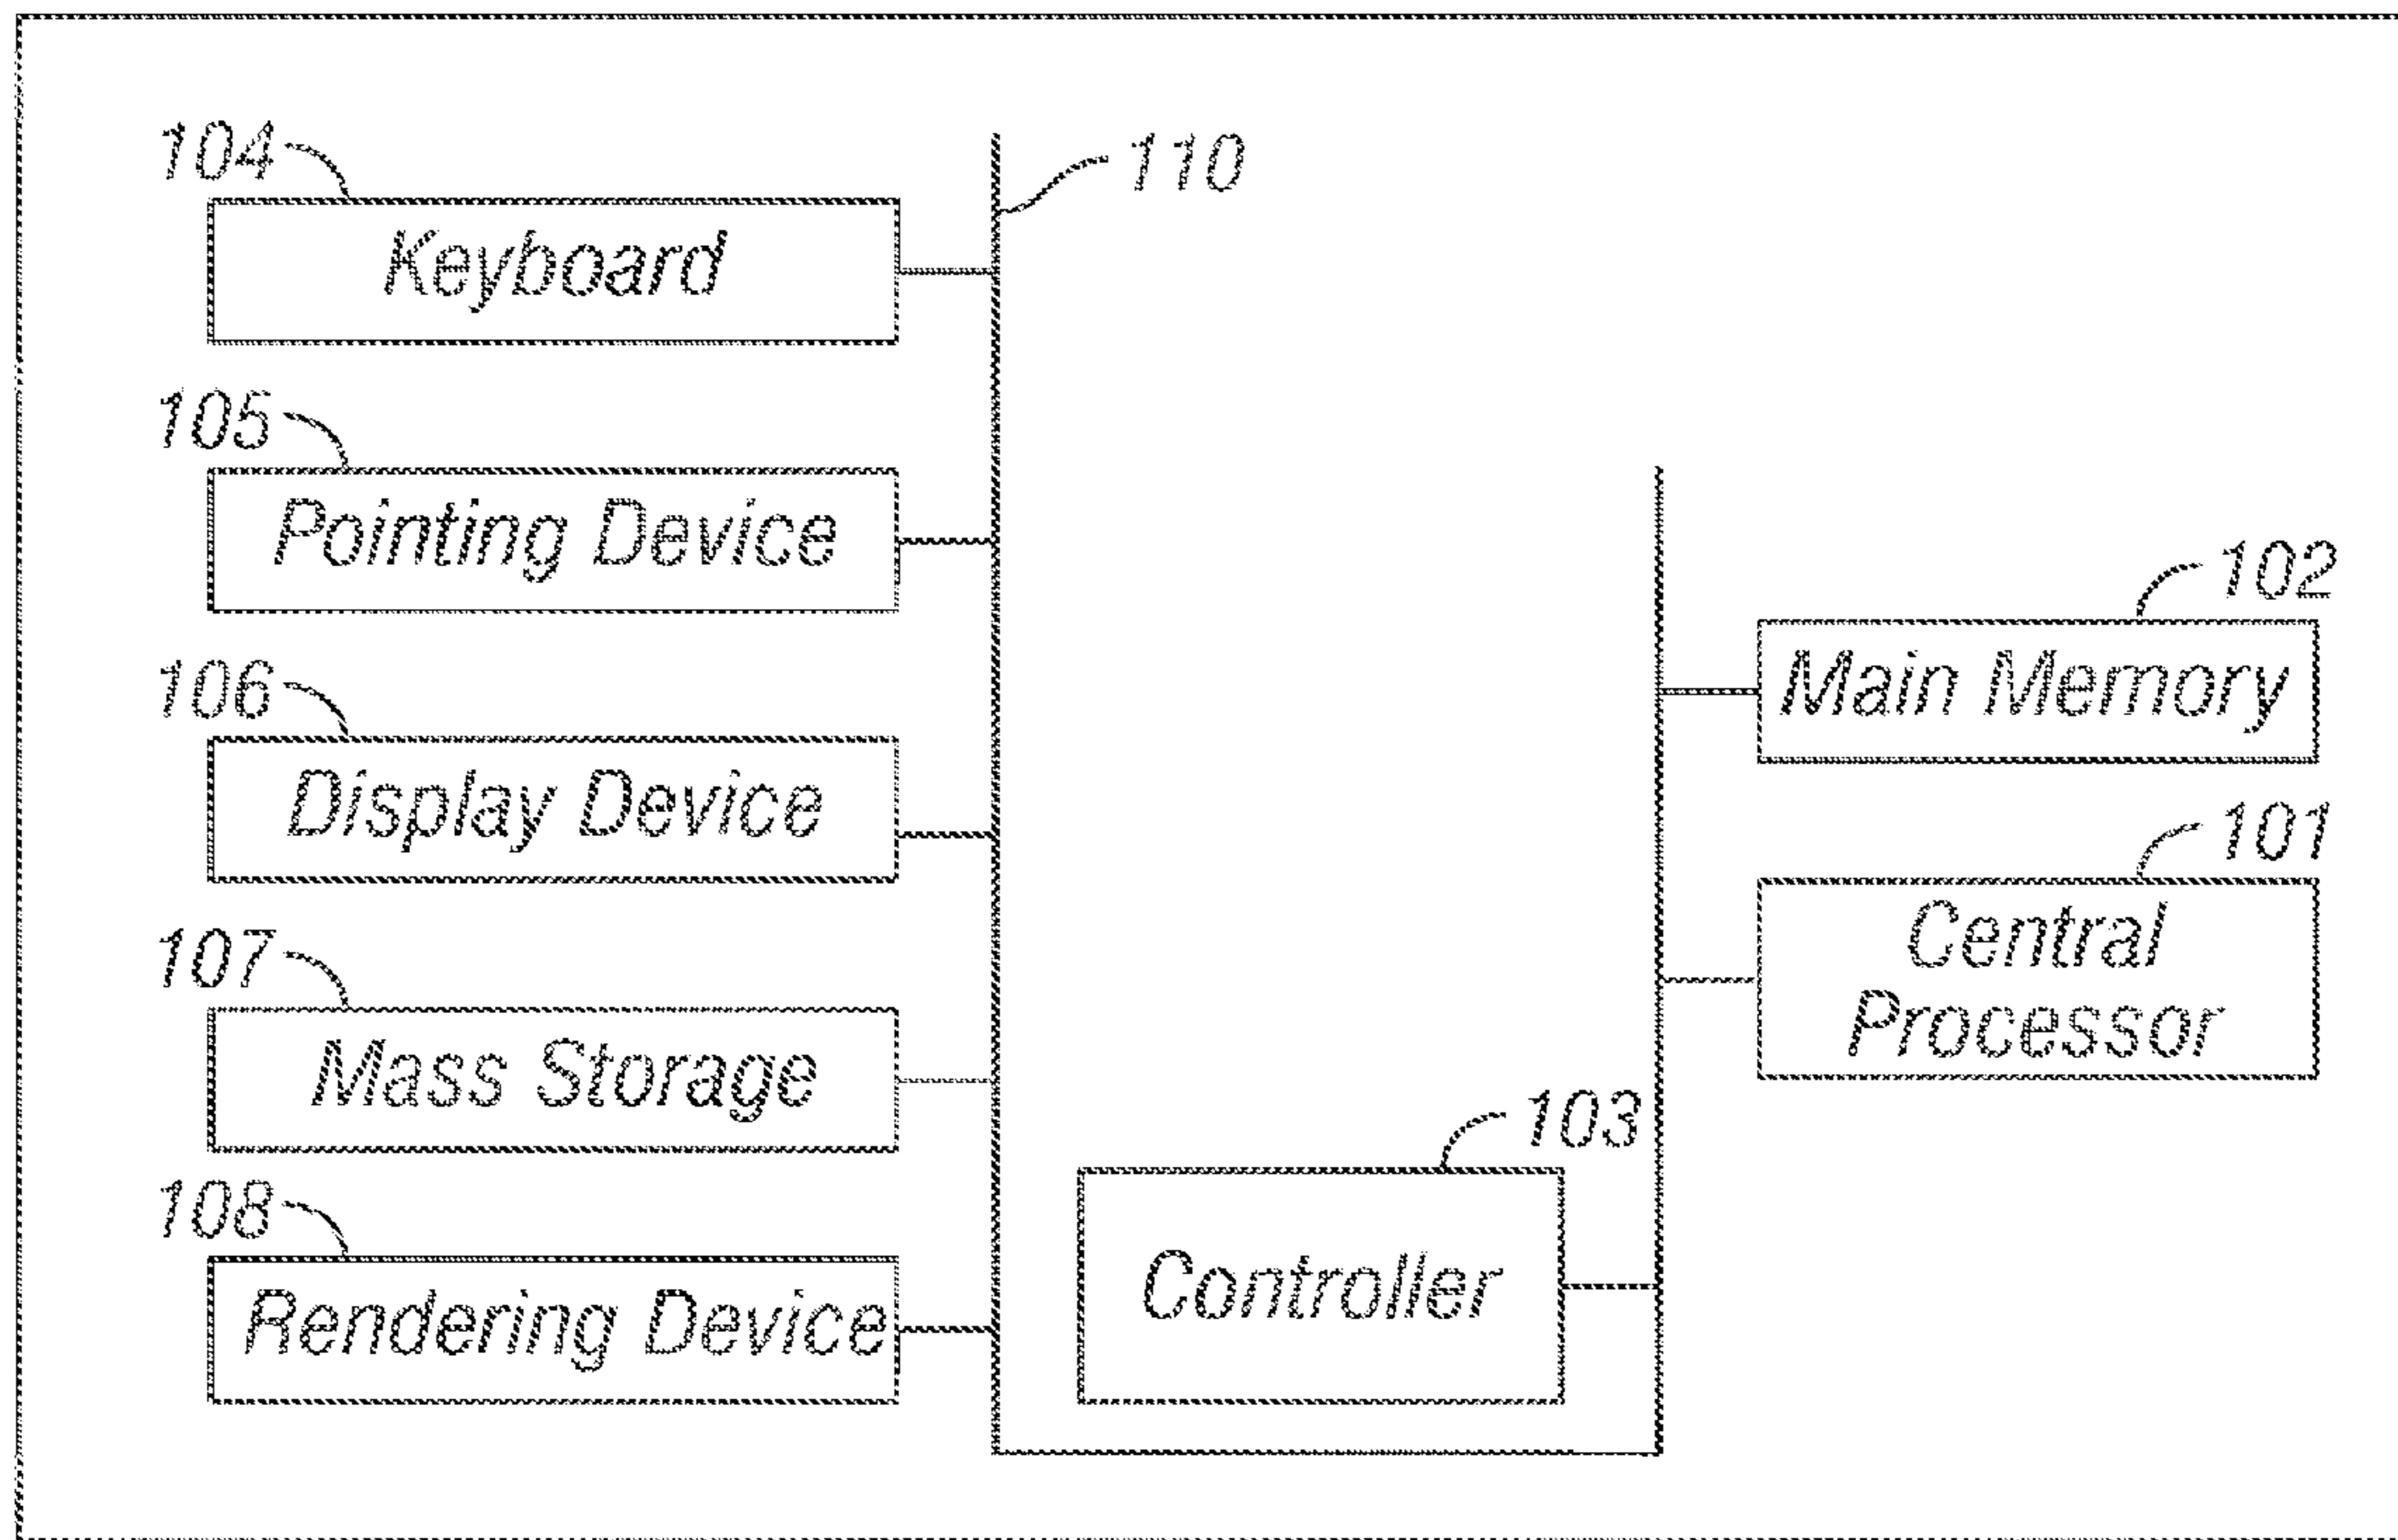 104
Keyboard
110
105
Pointing Device
106
Display Device
107
Mass Storage
108
Rendering Device
102
Main Memory
101
Central
Processor
103
Controller